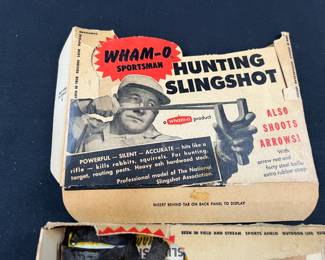 WHAM-O
SPORTSMAN
HUNTING
SLINGSHOT
a wham-o product
ALSO
SHOOTS
ARROWS!
With
arrow rest and
forty steel balls
extra rubber strap
POWERFUL – SILENT – ACCURATE – hits like a
rifle – kills rabbits, squirrels. For hunting,
target, routing pests. Heavy ash hardwood stock.
Professional model of The National
Slingshot Association
INSERT BEHIND TAB ON BACK PANEL TO DISPLAY
SEEN IN FIELD AND STREAM, SPORTS AFIELD, OUTDOOR LIFE